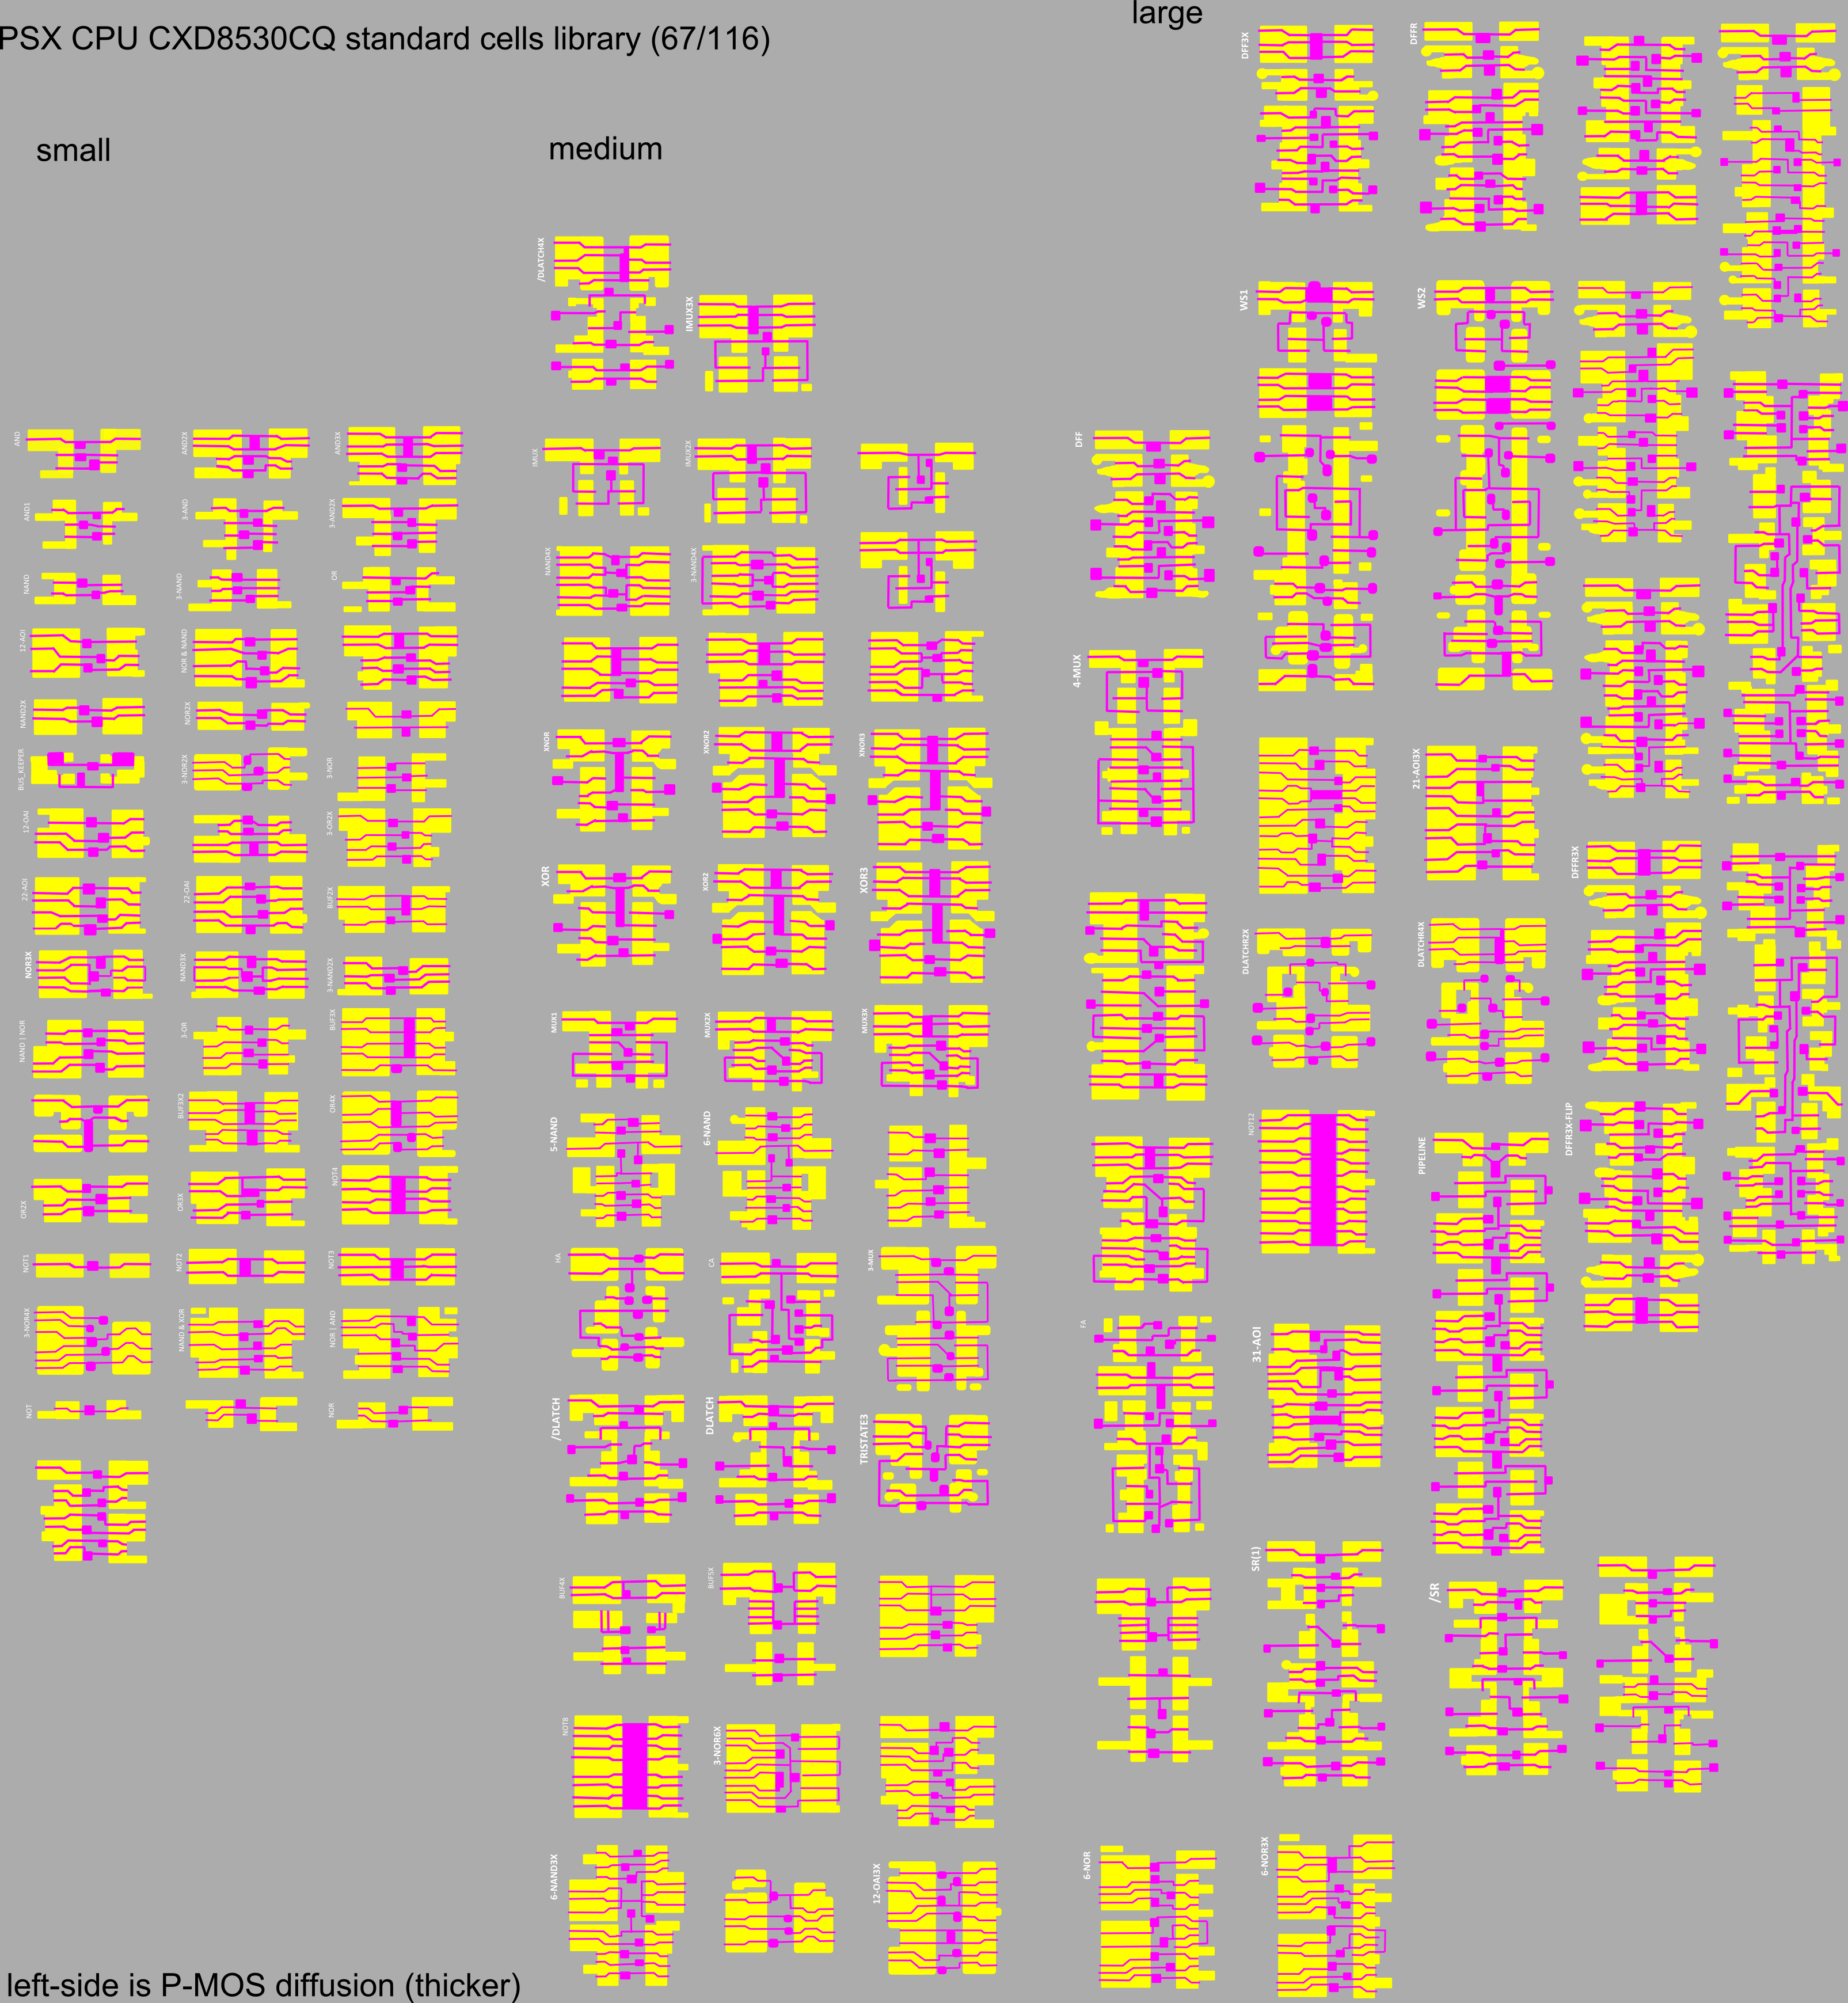 large
PSX CPU CXD8530CQ standard cells library (67/116)
small
medium
DFF3X
DFFR
/DLATCH4X
IMUX3X
WS1
WS2
AND
AND2X
AND3X
IMUX
IMUX2X
DFF
AND1
3-AND
3-AND2X
NAND
3-NAND
OR
NAND4X
3-NAND4X
12-AOI
NOR & NAND
4-MUX
NAND2X
NOR2X
BUS_KEEPER
3-NOR2X
3-NOR
XNOR
XNOR2
XNOR3
21-AOI3X
12-OAI
3-OR2X
22-AOI
22-OAI
BUF2X
XOR
XOR2
XOR3
DFFR3X
NOR3X
NAND3X
3-NAND2X
DLATCHR2X
DLATCHR4X
NAND | NOR
3-OR
BUF3X
MUX1
MUX2X
MUX3X
BUF3X2
OR4X
5-NAND
6-NAND
NOT12
PIPELINE
DFFR3X-FLIP
OR2X
OR3X
NOT4
NOT1
NOT2
NOT3
HA
CA
3-MUX
3-NOR4X
NAND & XOR
NOR | AND
FA
31-AOI
NOT
NOR
/DLATCH
DLATCH
TRISTATE3
BUF4X
BUF5X
SR(1)
/SR
NOT8
3-NOR6X
6-NAND3X
12-OAI3X
6-NOR
6-NOR3X
left-side is P-MOS diffusion (thicker)